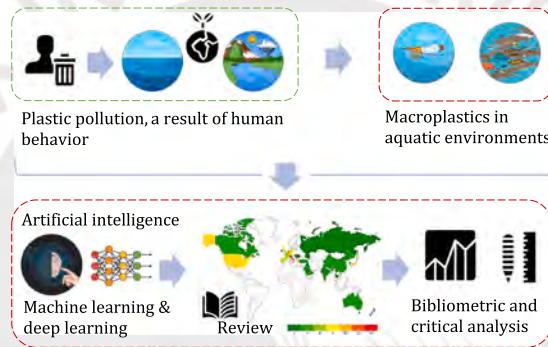 Plastic pollution, a result of human
behavior
Macroplastics in
aquatic environments
Artificial intelligence
Machine learning &
deep learning
Review
Bibliometric and
critical analysis